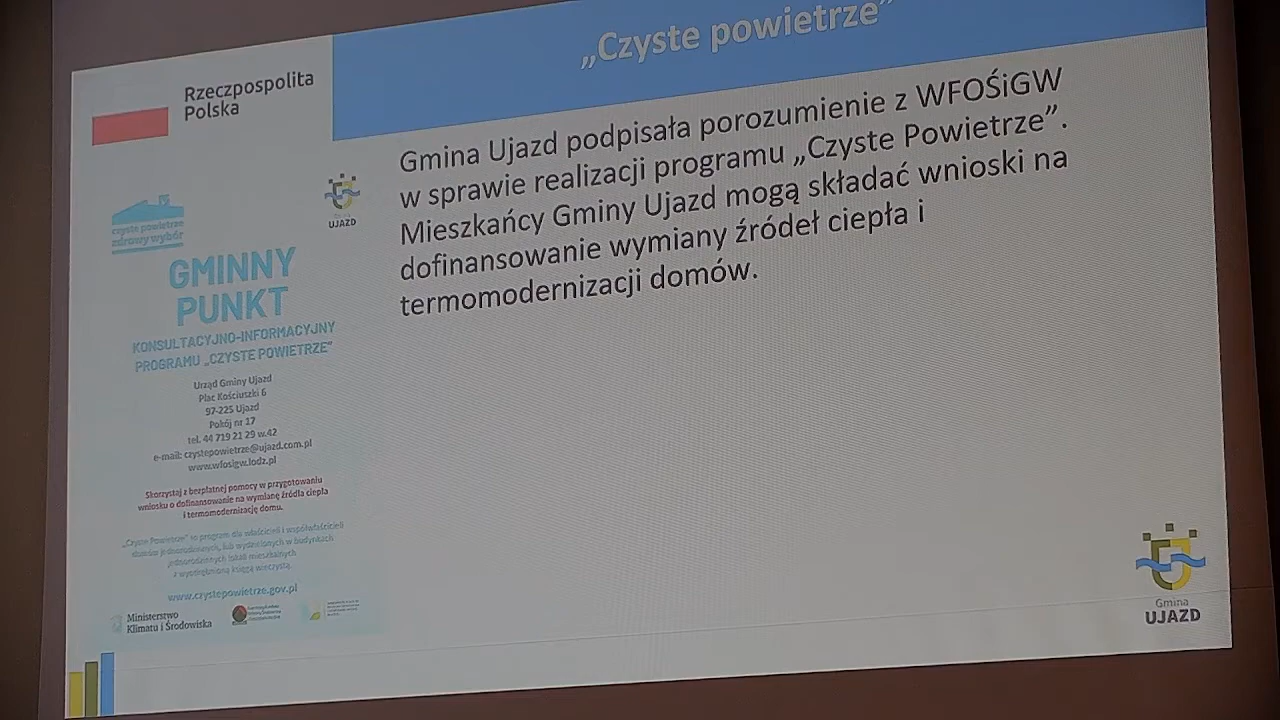 „Czyste powietrze”
Rzeczpospolita
Polska
Gmina Ujazd podpisała porozumienie z WFOŚiGW
w sprawie realizacji programu „Czyste Powietrze”.
Mieszkańcy Gminy Ujazd mogą składać wnioski na
dofinansowanie wymiany źródeł ciepła i
termomodernizacji domów.
UJAZD
czyste powietrze
zdrowy wybór
GMINNY
PUNKT
KONSULTACYJNO-INFORMACYJNY
PROGRAMU „CZYSTE POWIETRZE”
Urząd Gminy Ujazd
Plac Kościuszki 6
97-225 Ujazd
Pokój nr 17
tel. 44 719 21 29 w.42
e-mail: czystepowietrze@ujazd.com.pl
www.wfosigw.lodz.pl
Skorzystaj z bezpłatnej pomocy w przygotowaniu
wniosku o dofinansowanie na wymianę źródła ciepła
i termomodernizację domu.
„Czyste Powietrze” to program dla właścicieli i współwłaścicieli
domów jednorodzinnych, lub wydzielonych w budynkach
jednorodzinnych lokali mieszkalnych
z wyodrębnioną księgą wieczystą.
www.czystepowietrze.gov.pl
Ministerstwo
Klimatu i Środowiska
Gmina
UJAZD